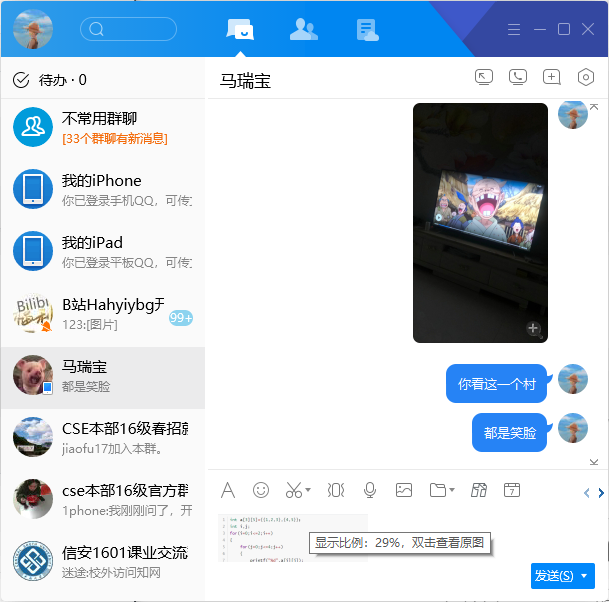 待办 · 0
马瑞宝
不常用群聊
[33个群聊有新消息]
我的iPhone
你已登录手机QQ，可传
我的iPad
你已登录平板QQ，可传
B站Hahyiybg
Bilibi
福利
123:[图片]
99+
马瑞宝
都是笑脸
CSE本部16级春招
jiaofu17加入本群。
cse本部16级官方群
1phone:我刚刚问了，开
信安1601课业交流
迷途:校外访问知网
你看这一个村
都是笑脸
7
int i,j;
显示比例：29%，双击查看原图
发送(S)